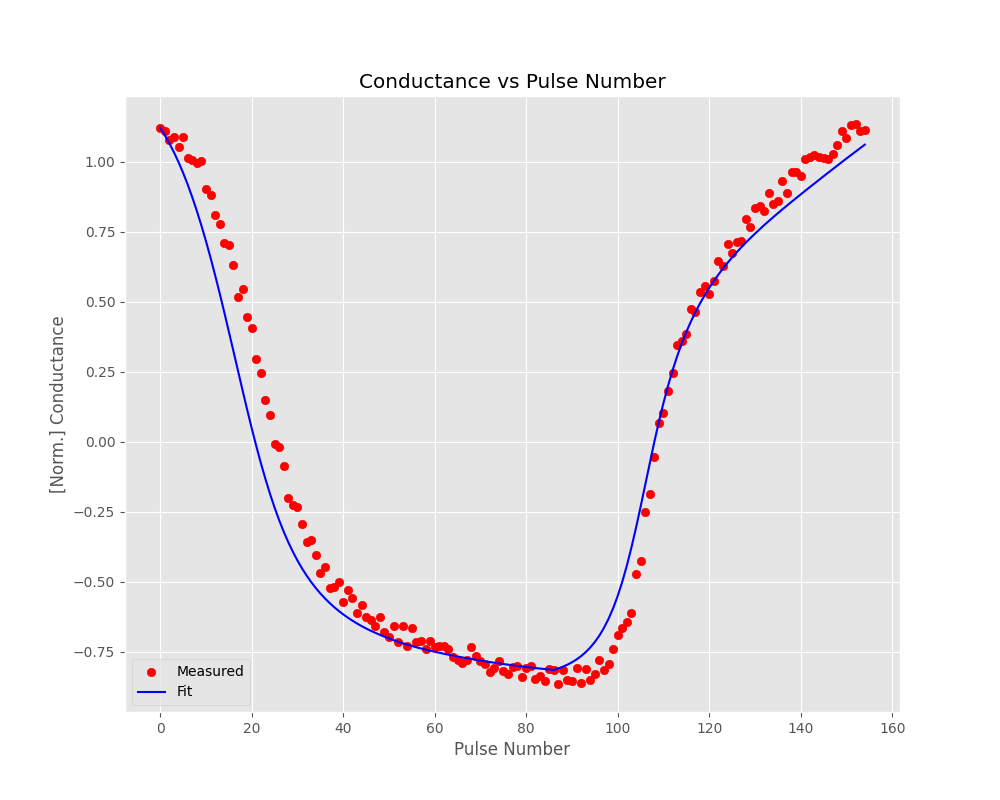 Conductance vs Pulse Number
[Norm.] Conductance
1.00
0.75
0.50
0.25
0.00
−0.25
−0.50
−0.75
Measured
Fit
0 20 40 60 80 100 120 140 160
Pulse Number